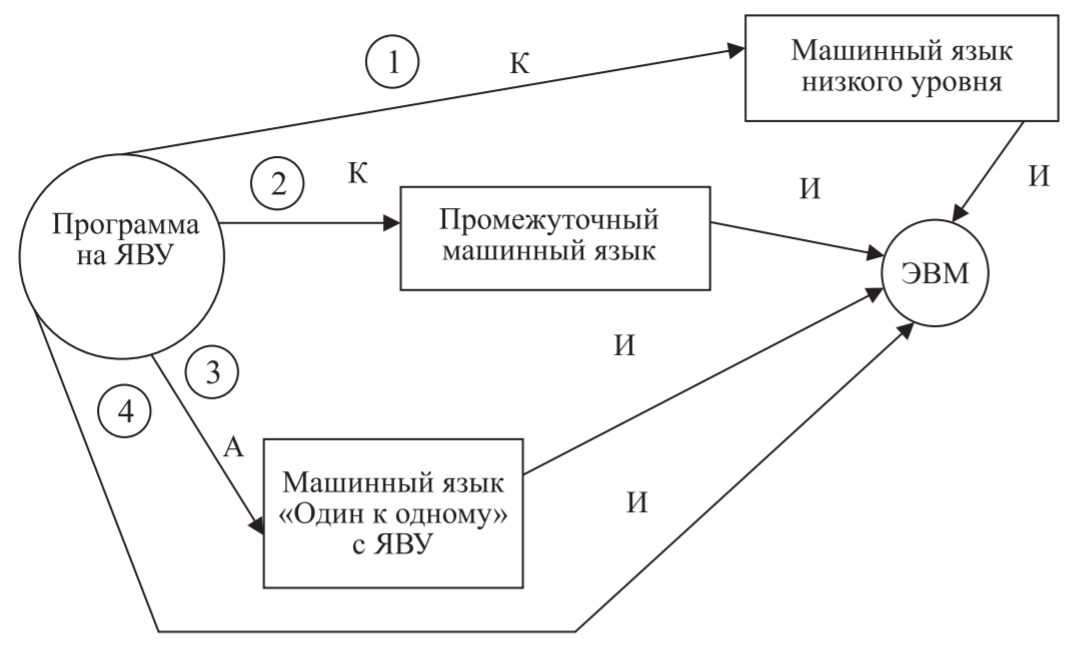 1
К
Машинный язык
низкого уровня
И
2
К
Промежуточный
машинный язык
И
Программа
на ЯВУ
ЭВМ
3
А
Машинный язык
«Один к одному»
с ЯВУ
И
4
И